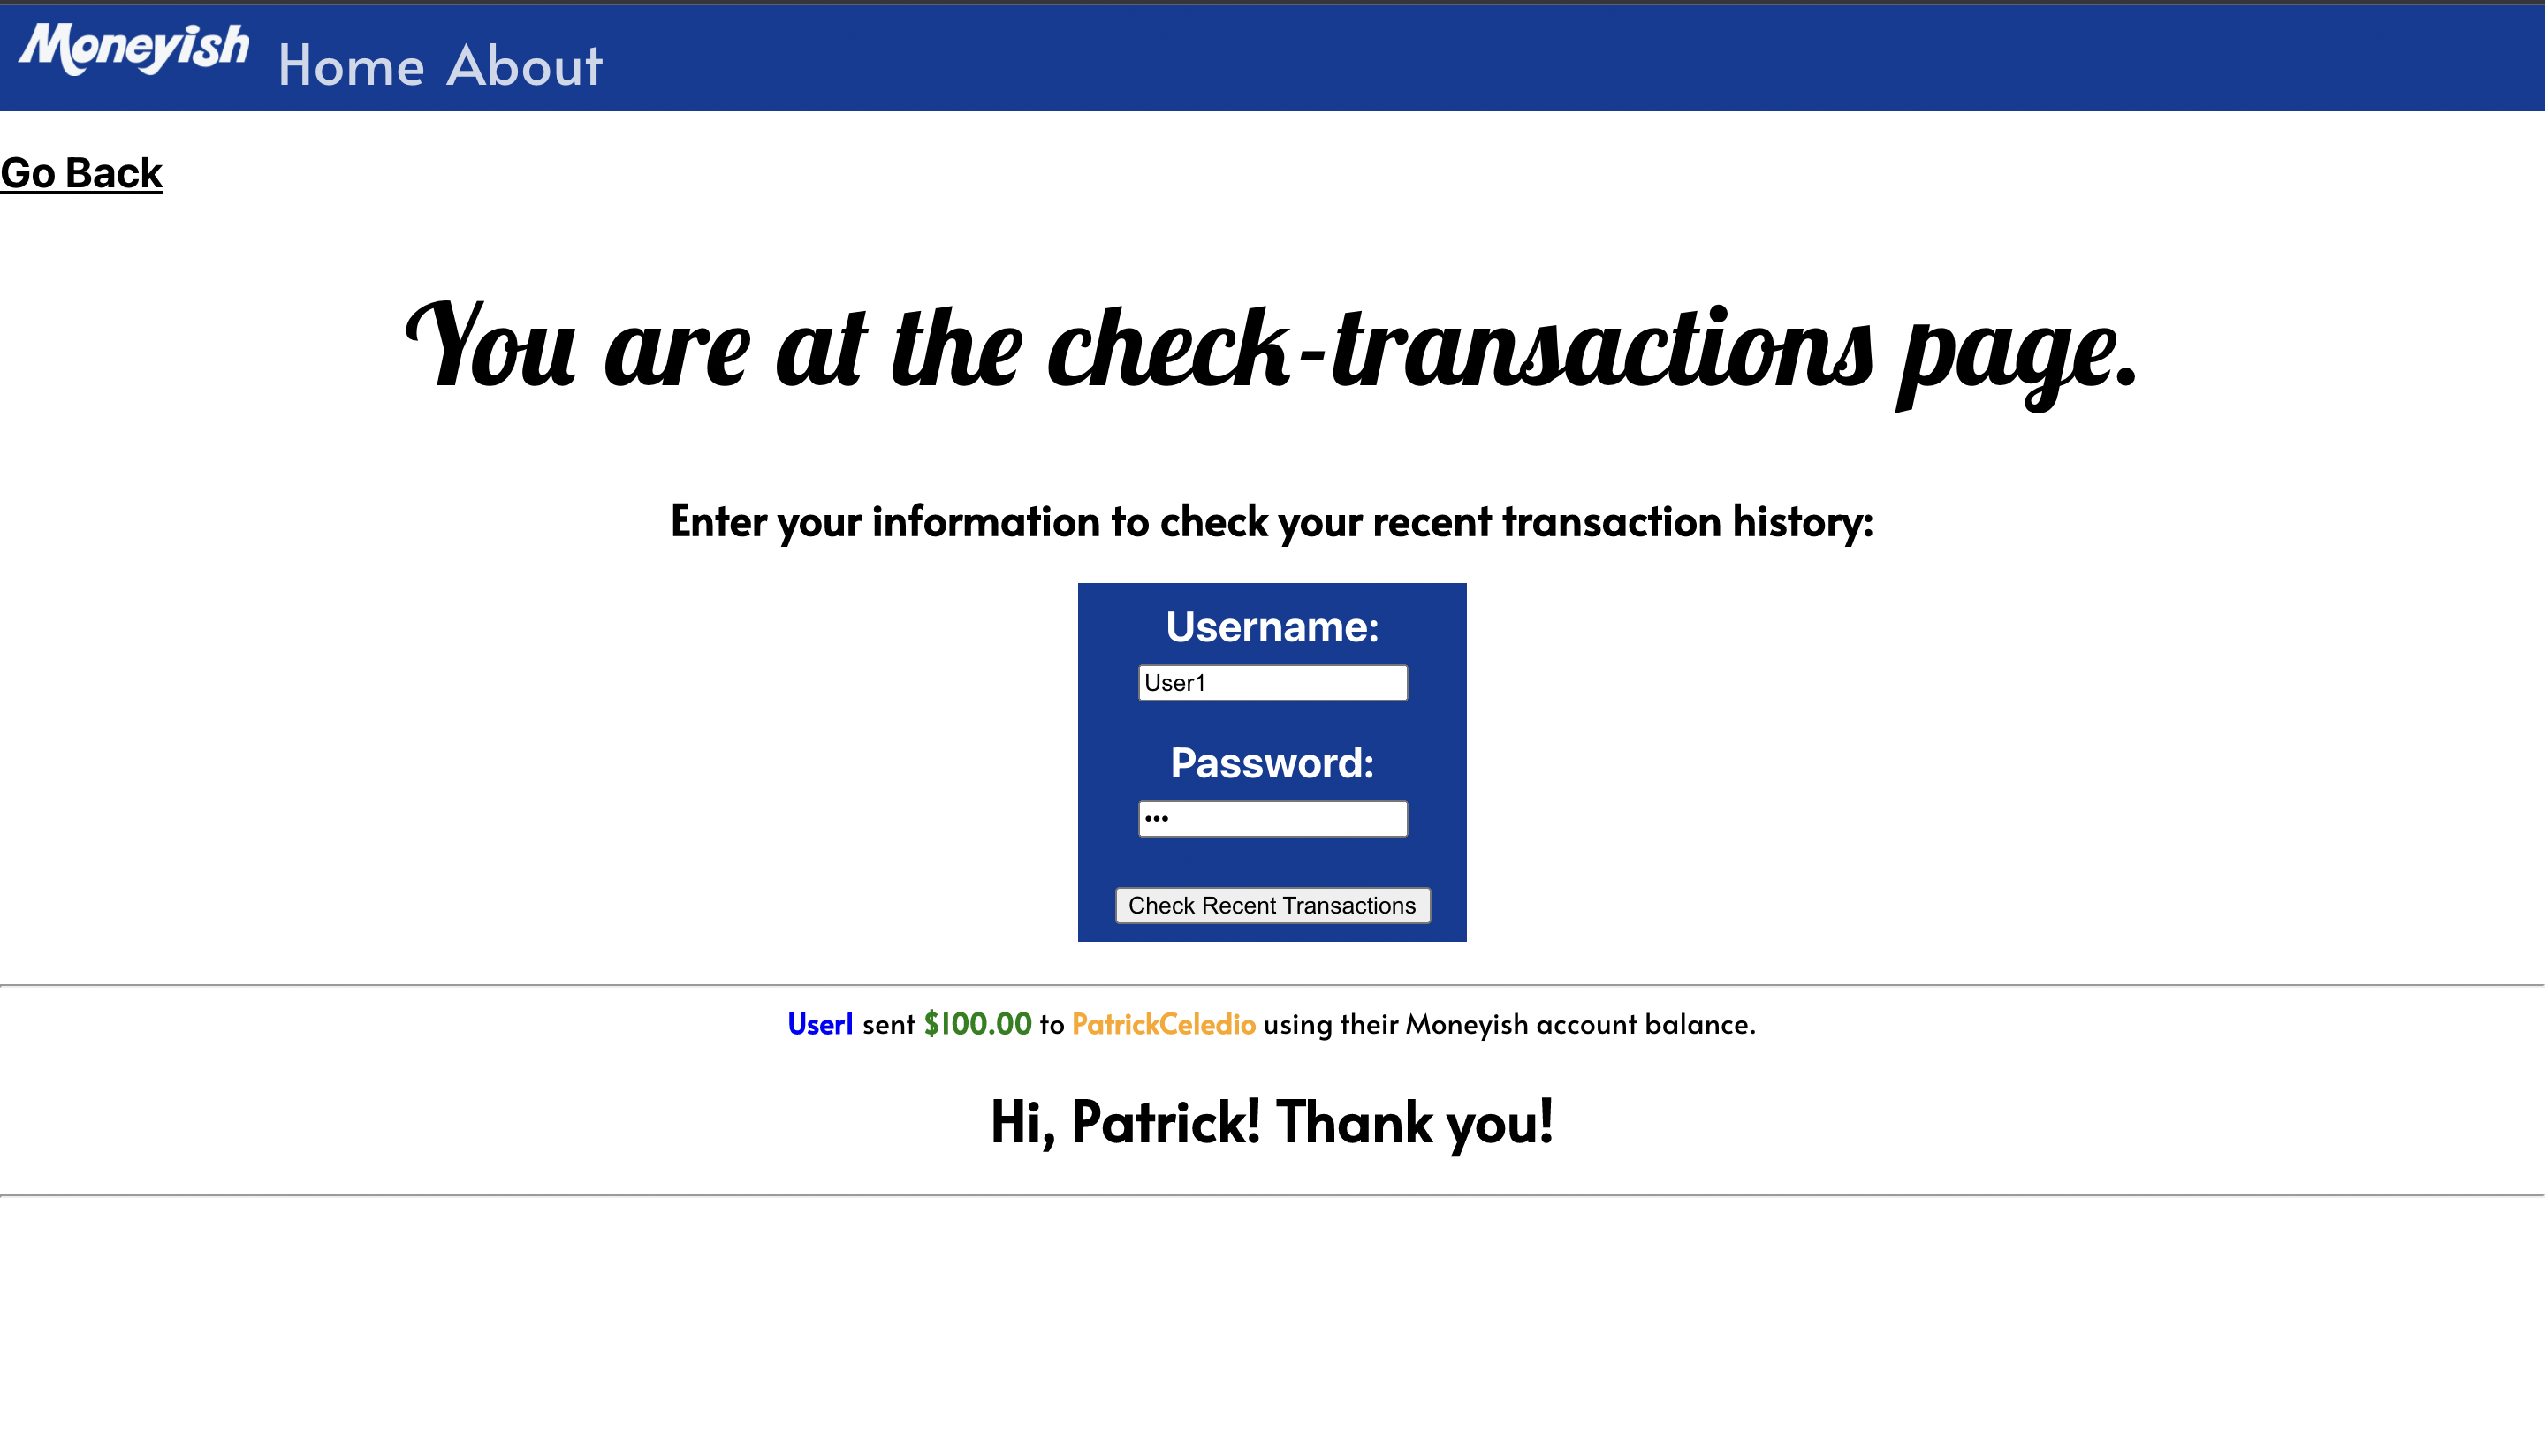 Moneyish Home About
Go Back
You are at the check-transactions page.
Enter your information to check your recent transaction history:
Username:
User1
Password:
•••
Check Recent Transactions
User1 sent $100.00 to PatrickCeledio using their Moneyish account balance.
Hi, Patrick! Thank you!